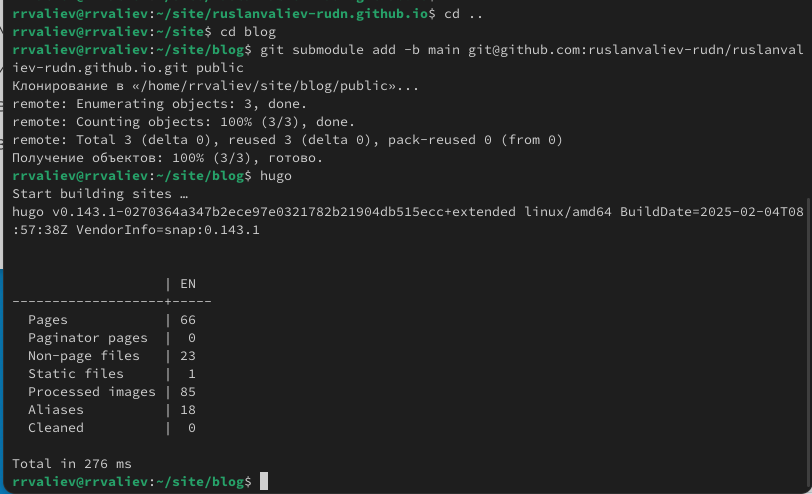 rrvaliev@rrvaliev:~/site/ruslanvaliev-rudn.github.io$ cd ..
rrvaliev@rrvaliev:~/site$ cd blog
rrvaliev@rrvaliev:~/site/blog$ git submodule add -b main git@github.com:ruslanvaliev-rudn/ruslanval
iev-rudn.github.io.git public
Клонирование в «/home/rrvaliev/site/blog/public»...
remote: Enumerating objects: 3, done.
remote: Counting objects: 100% (3/3), done.
remote: Total 3 (delta 0), reused 3 (delta 0), pack-reused 0 (from 0)
Получение объектов: 100% (3/3), готово.
rrvaliev@rrvaliev:~/site/blog$ hugo
Start building sites …
hugo v0.143.1-0270364a347b2ece97e0321782b21904db515ecc+extended linux/amd64 BuildDate=2025-02-04T08
:57:38Z VendorInfo=snap:0.143.1
                   | EN
-------------------+-----
  Pages            | 66
  Paginator pages  |  0
  Non-page files   | 23
  Static files     |  1
  Processed images | 85
  Aliases          | 18
  Cleaned          |  0
Total in 276 ms
rrvaliev@rrvaliev:~/site/blog$